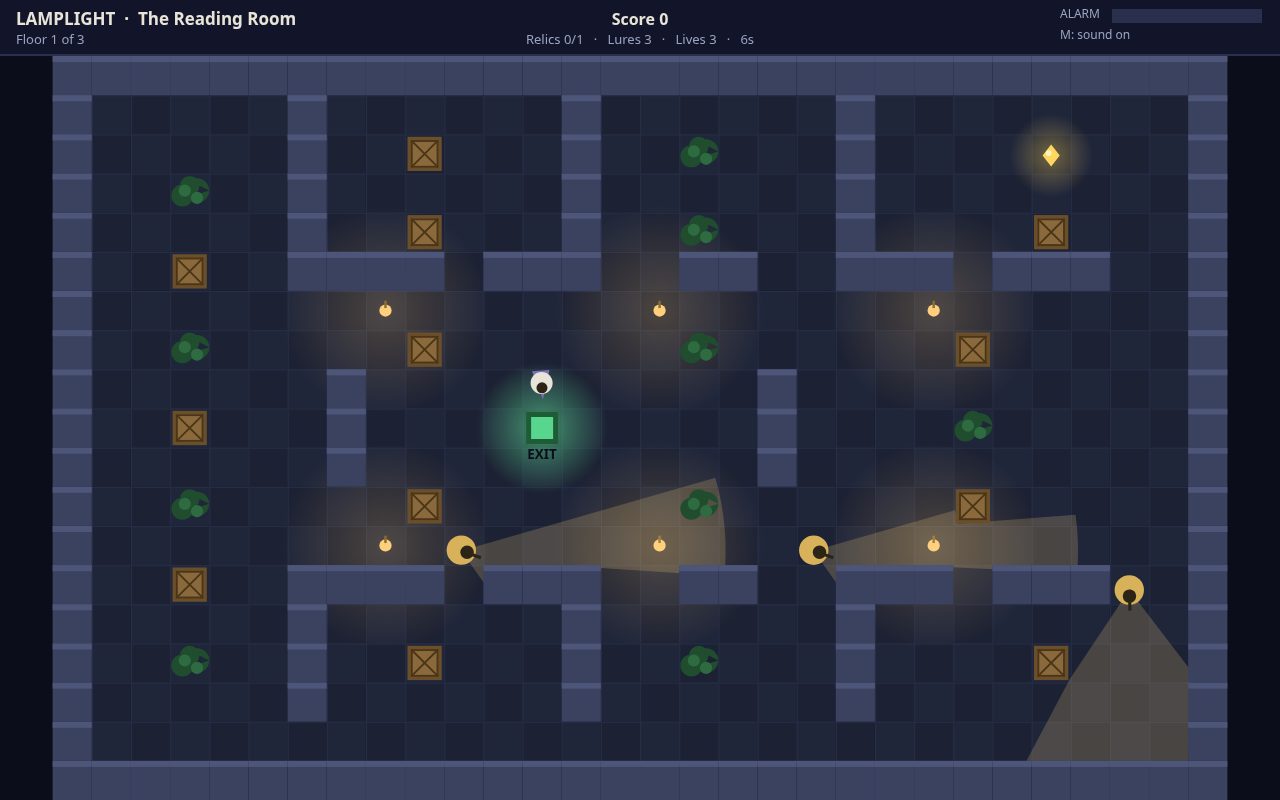 LAMPLIGHT · The Reading Room
Floor 1 of 3
Score 0
Relics 0/1 · Lures 3 · Lives 3 · 6s
ALARM
M: sound on
EXIT